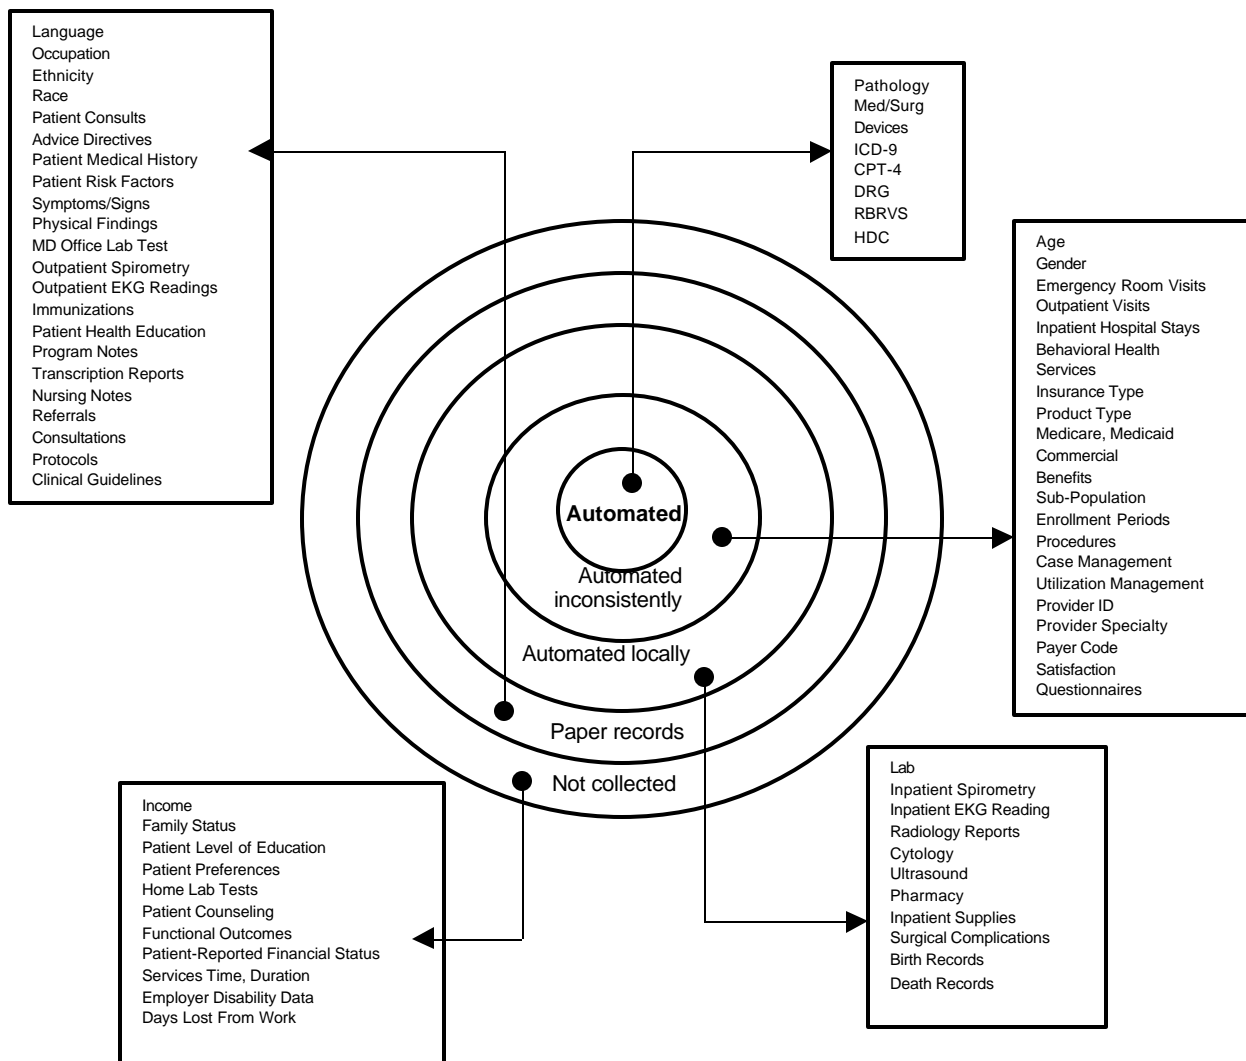 Language
Occupation
Ethnicity
Race
Patient Consults
Advice Directives
Patient Medical History
Patient Risk Factors
Symptoms/Signs
Physical Findings
MD Office Lab Test
Outpatient Spirometry
Outpatient EKG Readings
Immunizations
Patient Health Education
Program Notes
Transcription Reports
Nursing Notes
Referrals
Consultations
Protocols
Clinical Guidelines
Pathology
Med/Surg
Devices
ICD-9
CPT-4
DRG
RBRVS
HDC
Age
Gender
Emergency Room Visits
Outpatient Visits
Inpatient Hospital Stays
Behavioral Health
Services
Insurance Type
Product Type
Medicare, Medicaid
Commercial
Benefits
Sub-Population
Enrollment Periods
Procedures
Case Management
Utilization Management
Provider ID
Provider Specialty
Payer Code
Satisfaction
Questionnaires
Automated
Automated
inconsistently
Automated locally
Paper records
Not collected
Income
Family Status
Patient Level of Education
Patient Preferences
Home Lab Tests
Patient Counseling
Functional Outcomes
Patient-Reported Financial Status
Services Time, Duration
Employer Disability Data
Days Lost From Work
Lab
Inpatient Spirometry
Inpatient EKG Reading
Radiology Reports
Cytology
Ultrasound
Pharmacy
Inpatient Supplies
Surgical Complications
Birth Records
Death Records